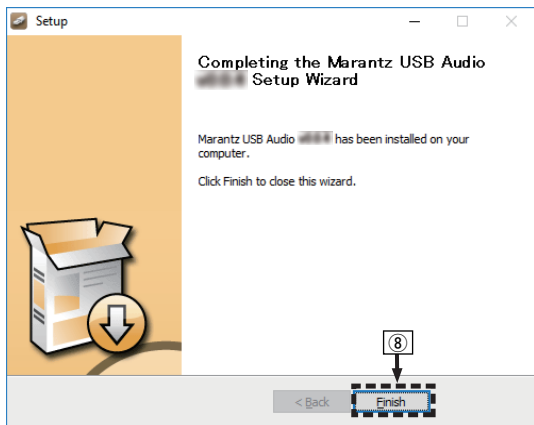 Setup
Completing the Marantz USB Audio
Setup Wizard
Marantz USB Audio has been installed on your
computer.
Click Finish to close this wizard.
⑧
< Back Finish